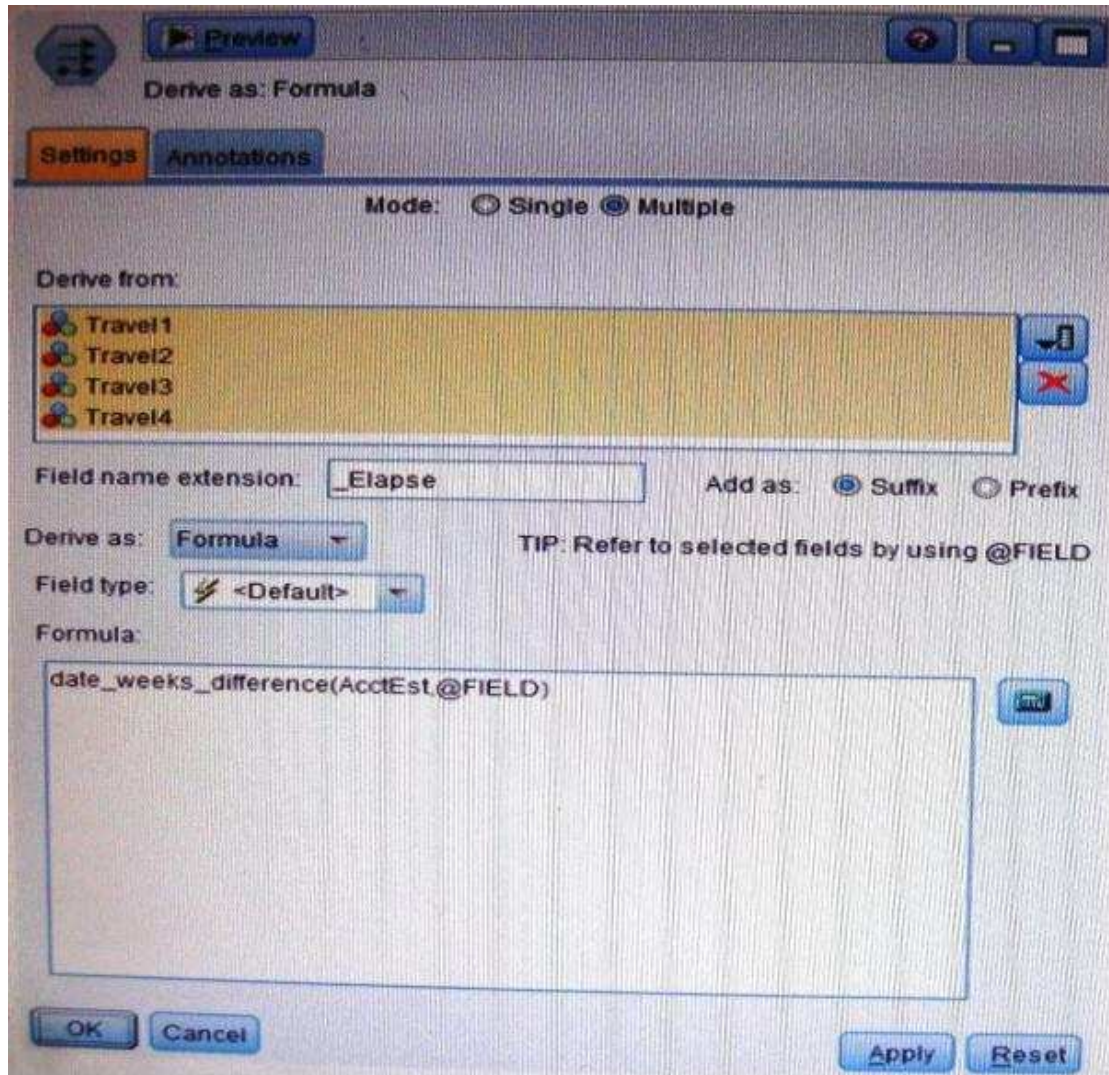 Preview
Derive as: Formula
Settings Annotations
Mode: Single Multiple
Derive from:
Travel1
Travel2
Travel3
Travel4
Field name extension: _Elapse Add as: Suffix Prefix
Derive as: Formula TIP: Refer to selected fields by using @FIELD
Field type: <Default>
Formula:
date_weeks_difference(AcctEst,@FIELD)
OK Cancel Apply Reset